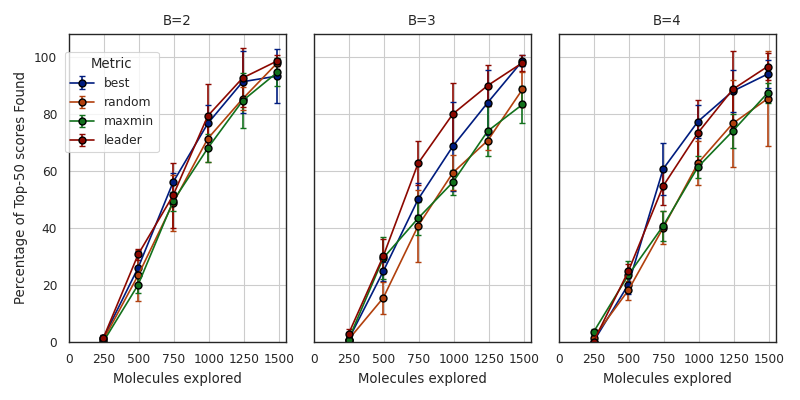 B=2
B=3
B=4
Percentage of Top-50 scores Found
100
80
60
40
20
0
Metric
best
random
maxmin
leader
0 250 500 750 1000 1250 1500
0 250 500 750 1000 1250 1500
0 250 500 750 1000 1250 1500
Molecules explored
Molecules explored
Molecules explored